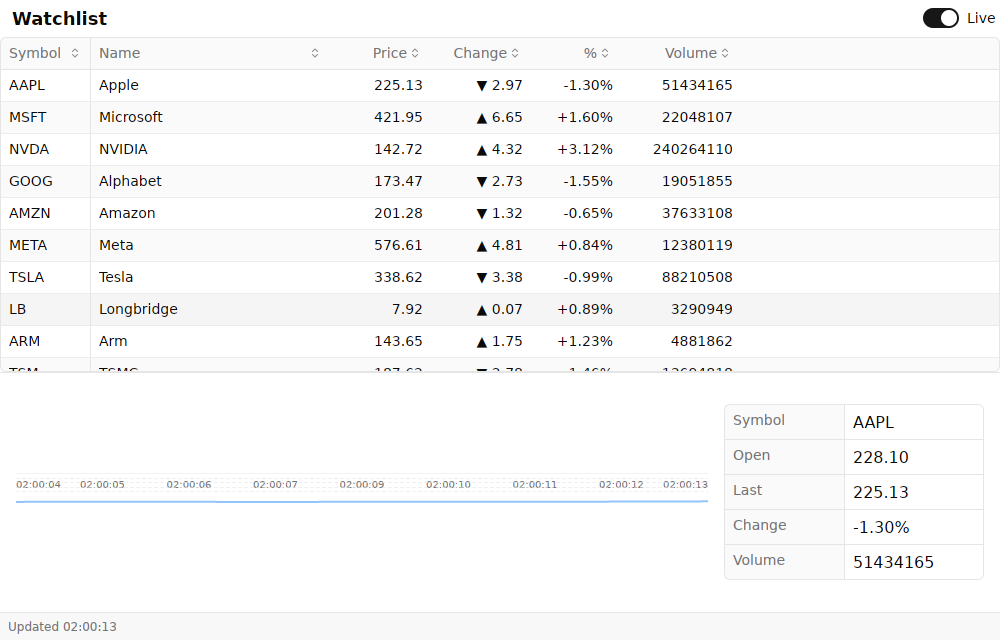 Watchlist
Live
Symbol Name Price Change % Volume
AAPL Apple 225.13 ▼ 2.97 -1.30% 51434165
MSFT Microsoft 421.95 ▲ 6.65 +1.60% 22048107
NVDA NVIDIA 142.72 ▲ 4.32 +3.12% 240264110
GOOG Alphabet 173.47 ▼ 2.73 -1.55% 19051855
AMZN Amazon 201.28 ▼ 1.32 -0.65% 37633108
META Meta 576.61 ▲ 4.81 +0.84% 12380119
TSLA Tesla 338.62 ▼ 3.38 -0.99% 88210508
LB Longbridge 7.92 ▲ 0.07 +0.89% 3290949
ARM Arm 143.65 ▲ 1.75 +1.23% 4881862
02:00:04 02:00:05 02:00:06 02:00:07 02:00:09 02:00:10 02:00:11 02:00:12 02:00:13
Symbol AAPL
Open 228.10
Last 225.13
Change -1.30%
Volume 51434165
Updated 02:00:13